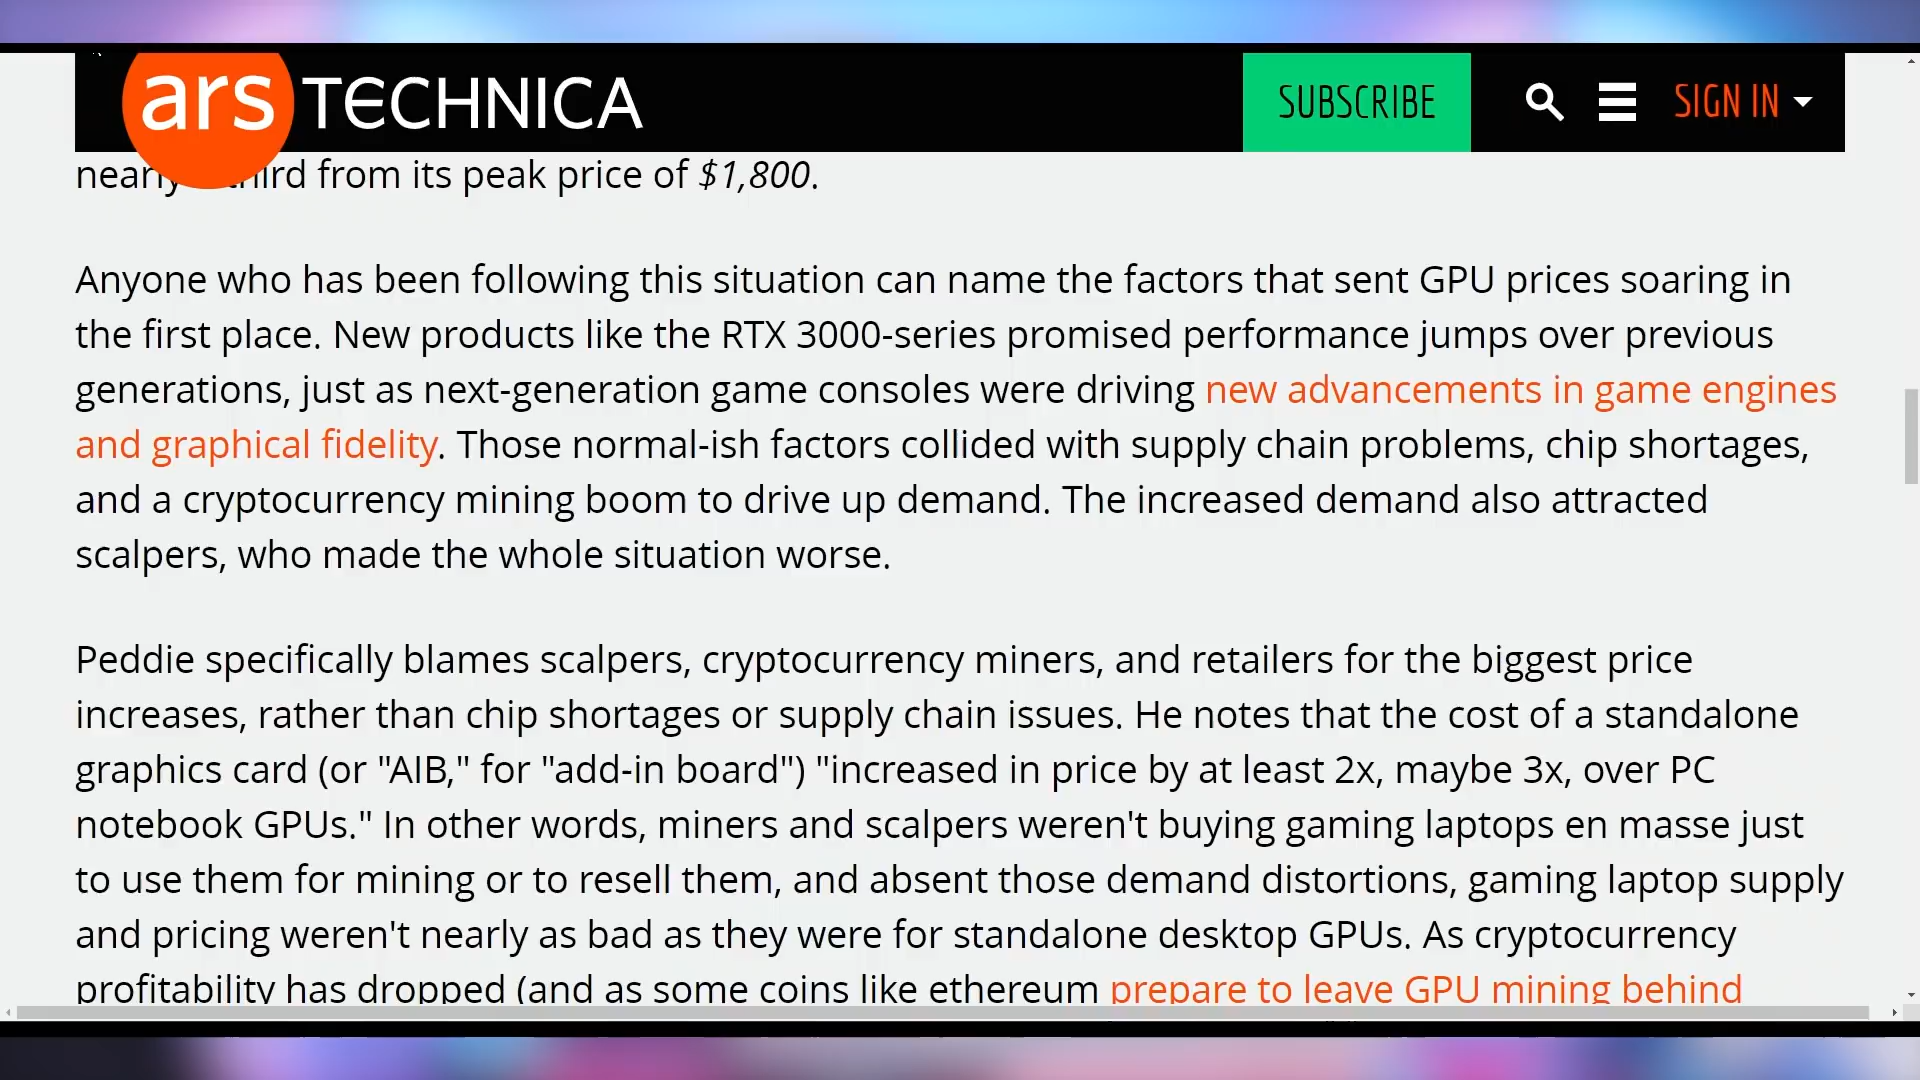 ars TECHNICA
SUBSCRIBE
SIGN IN
third from its peak price of $1,800.
Anyone who has been following this situation can name the factors that sent GPU prices soaring in
the first place. New products like the RTX 3000-series promised performance jumps over previous
generations, just as next-generation game consoles were driving new advancements in game engines
and graphical fidelity. Those normal-ish factors collided with supply chain problems, chip shortages,
and a cryptocurrency mining boom to drive up demand. The increased demand also attracted
scalpers, who made the whole situation worse.
Peddie specifically blames scalpers, cryptocurrency miners, and retailers for the biggest price
increases, rather than chip shortages or supply chain issues. He notes that the cost of a standalone
graphics card (or "AIB," for "add-in board") "increased in price by at least 2x, maybe 3x, over PC
notebook GPUs." In other words, miners and scalpers weren't buying gaming laptops en masse just
to use them for mining or to resell them, and absent those demand distortions, gaming laptop supply
and pricing weren't nearly as bad as they were for standalone desktop GPUs. As cryptocurrency
profitability has dropped (and as some coins like ethereum prepare to leave GPU mining behind